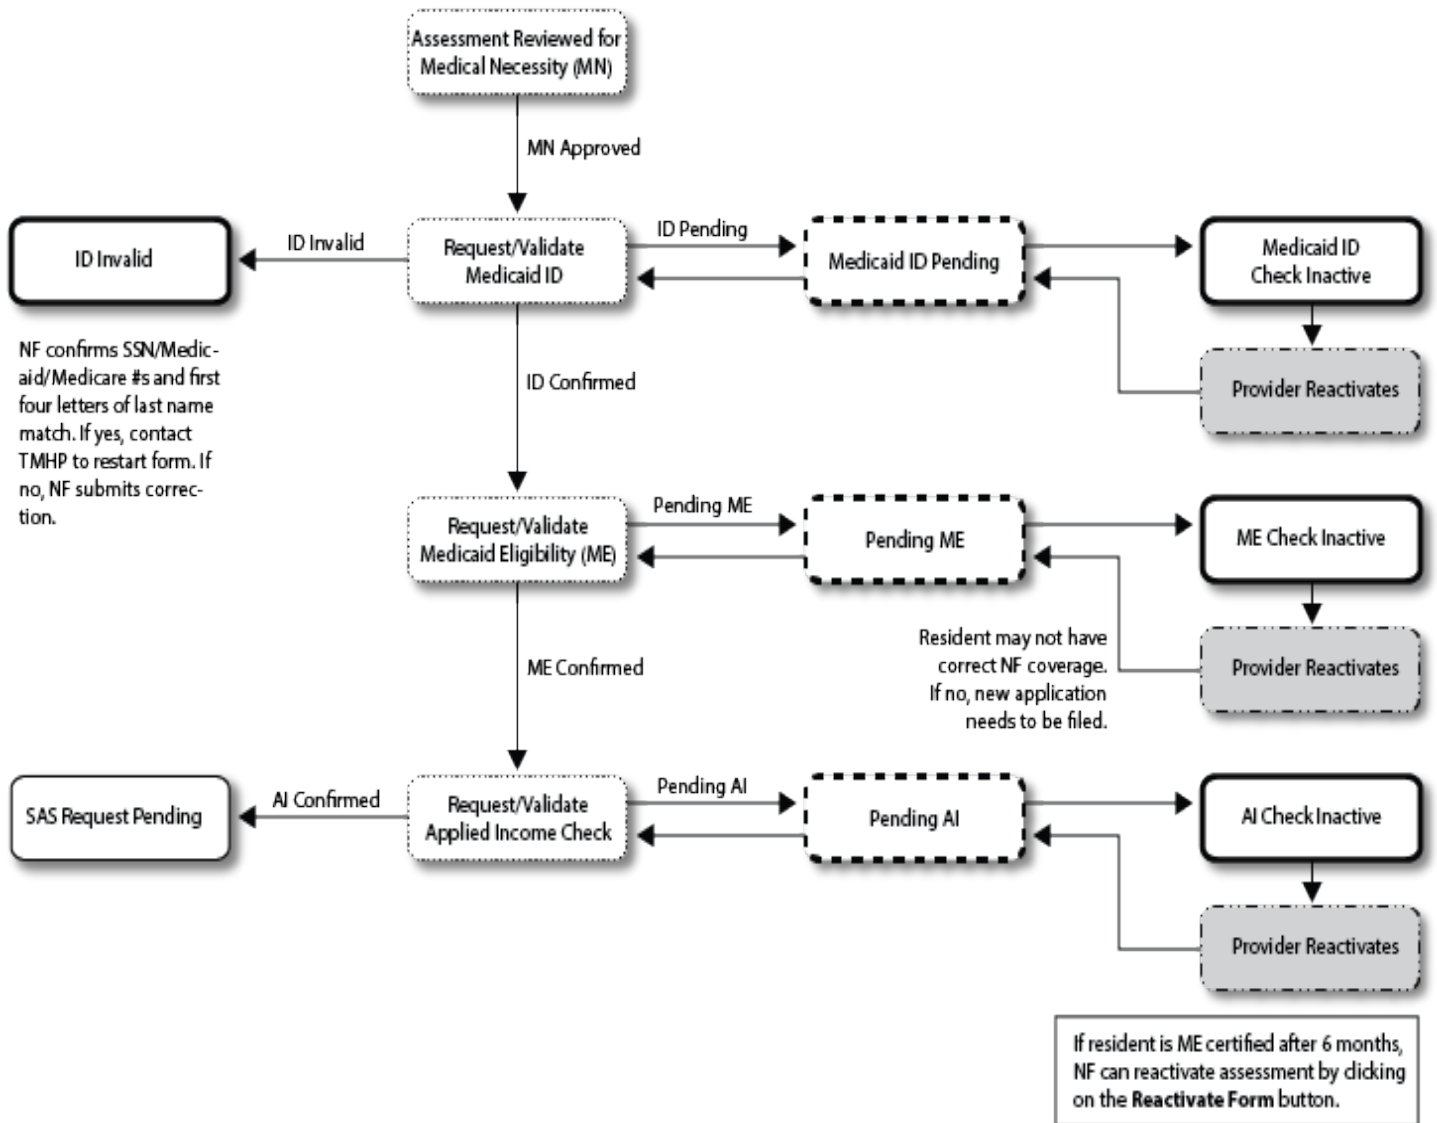 Assessment Reviewed for
Medical Necessity (MN)
MN Approved
ID Invalid
ID Invalid
Request/Validate
Medicaid ID
ID Pending
Medicaid ID Pending
Medicaid ID
Check Inactive
Provider Reactivates
NF confirms SSN/Medic-
aid/Medicare #s and first
four letters of last name
match. If yes, contact
TMHP to restart form. If
no, NF submits correc-
tion.
ID Confirmed
Request/Validate
Medicaid Eligibility (ME)
Pending ME
Pending ME
ME Check Inactive
Provider Reactivates
Resident may not have
correct NF coverage.
If no, new application
needs to be filed.
ME Confirmed
SAS Request Pending
AI Confirmed
Request/Validate
Applied Income Check
Pending AI
Pending AI
AI Check Inactive
Provider Reactivates
If resident is ME certified after 6 months,
NF can reactivate assessment by clicking
on the Reactivate Form button.